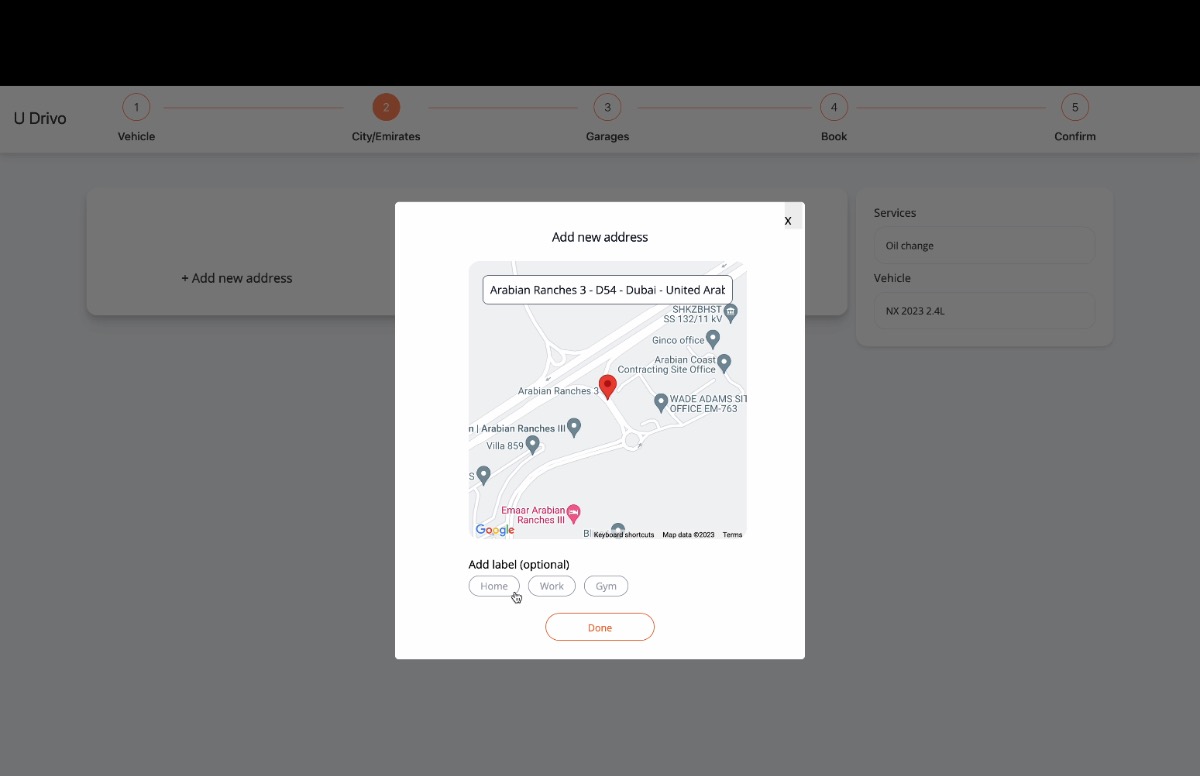 U Drivo
1
2
3
4
5
Vehicle
City/Emirates
Garages
Book
Confirm
+ Add new address
Services
Oil change
Vehicle
NX 2023 2.4L
X
Add new address
Arabian Ranches 3 - D54 - Dubai - United Arab
SHKZBHST
SS 132/11 kV
Ginco office
Arabian Coast
Contracting Site Office
Arabian Ranches 3
WADE ADAMS SIT
OFFICE EM-763
n | Arabian Ranches III
Villa 859
S
Emaar Arabian
Ranches III
Google
Keyboard shortcuts
Map data ©2023
Terms
Add label (optional)
Home
Work
Gym
Done